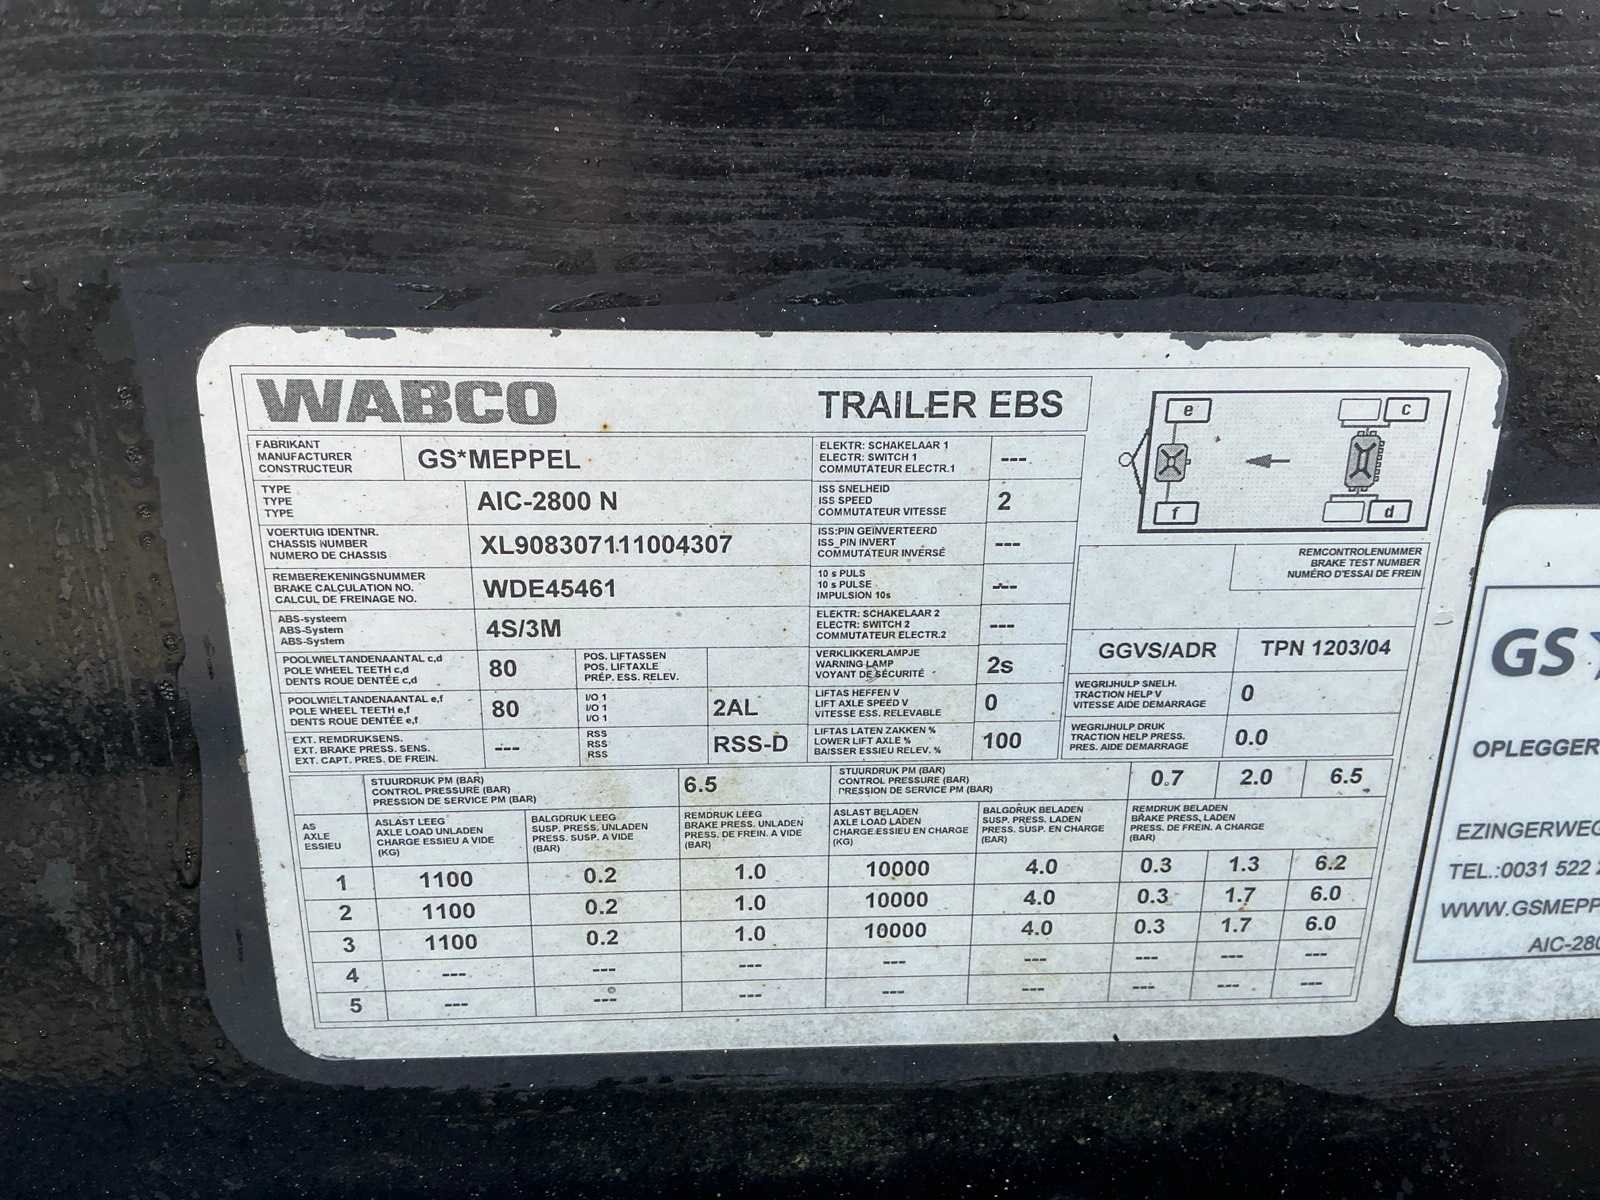 WABCO
TRAILER EBS
FABRIKANT
MANUFACTURER
CONSTRUCTEUR
GS*MEPPEL
TYPE
TYPE
TYPE
AIC-2800 N
VOERTUIG IDENTNR.
CHASSIS NUMBER
NUMERO DE CHASSIS
XL908307111004307
REMBEREKENINGSNUMMER
BRAKE CALCULATION NO.
CALCUL DE FREINAGE NO.
WDE45461
ABS-systeem
ABS-System
ABS-System
4S/3M
POOLWIELTANDENAANTAL c,d
POLE WHEEL TEETH c,d
DENTS ROUE DENTÉE c,d
80
POS. LIFTASSEN
POS. LIFTAXLE
PRÉP. ESS. RELEV.
POOLWIELTANDENAANTAL e,f
POLE WHEEL TEETH e,f
DENTS ROUE DENTÉE e,f
80
I/O 1
I/O 1
I/O 1
2AL
EXT. REMDRUKSENS.
EXT. BRAKE PRESS. SENS.
EXT. CAPT. PRES. DE FREIN.
---
RSS
RSS
RSS
RSS-D
ELEKTR: SCHAKELAAR 1
ELECTR: SWITCH 1
COMMUTATEUR ELECTR.1
---
ISS SNELHEID
ISS SPEED
COMMUTATEUR VITESSE
2
ISS:PIN GEÏNVERTEERD
ISS_PIN INVERT
COMMUTATEUR INVERSÉ
---
10 s PULS
10 s PULSE
IMPULSION 10s
---
ELEKTR: SCHAKELAAR 2
ELECTR: SWITCH 2
COMMUTATEUR ELECTR.2
---
VERKLIKKERLAMPJE
WARNING LAMP
VOYANT DE SÉCURITÉ
2s
LIFTAS HEFFEN V
LIFT AXLE SPEED V
VITESSE ESS. RELEVABLE
0
LIFTAS LATEN ZAKKEN %
LOWER LIFT AXLE %
BAISSER ESSIEU RELEV. %
100
e
c
f
d
REMCONTROLENUMMER
BRAKE TEST NUMBER
NUMÉRO D'ESSAI DE FREIN
GGVS/ADR
TPN 1203/04
WEGRIJHULP SNELH.
TRACTION HELP V
VITESSE AIDE DEMARRAGE
0
WEGRIJHULP DRUK
TRACTION HELP PRESS.
PRES. AIDE DEMARRAGE
0.0
STUURDRUK PM (BAR)
CONTROL PRESSURE (BAR)
PRESSION DE SERVICE PM (BAR)
6.5
STUURDRUK PM (BAR)
CONTROL PRESSURE (BAR)
PRESSION DE SERVICE PM (BAR)
0.7 2.0 6.5
AS
AXLE
ESSIEU
ASLAST LEEG
AXLE LOAD UNLADEN
CHARGE ESSIEU A VIDE
(KG)
BALGDRUK LEEG
SUSP. PRESS. UNLADEN
PRESS. SUSP. A VIDE
(BAR)
REMDRUK LEEG
BRAKE PRESS. UNLADEN
PRESS. DE FREIN. A VIDE
(BAR)
ASLAST BELADEN
AXLE LOAD LADEN
CHARGE ESSIEU EN CHARGE
(KG)
BALGDRUK BELADEN
SUSP. PRESS. LADEN
PRESS. SUSP. EN CHARGE
(BAR)
REMDRUK BELADEN
BRAKE PRESS, LADEN
PRESS. DE FREIN. A CHARGE
(BAR)
1 1100 0.2 1.0 10000 4.0 0.3 1.3 6.2
2 1100 0.2 1.0 10000 4.0 0.3 1.7 6.0
3 1100 0.2 1.0 10000 4.0 0.3 1.7 6.0
4 --- --- --- --- --- --- --- ---
5 --- --- --- --- --- --- --- ---
GS
OPLEGGER
EZINGERWEG
TEL.:0031 522 2
WWW.GSMEPP
AIC-280